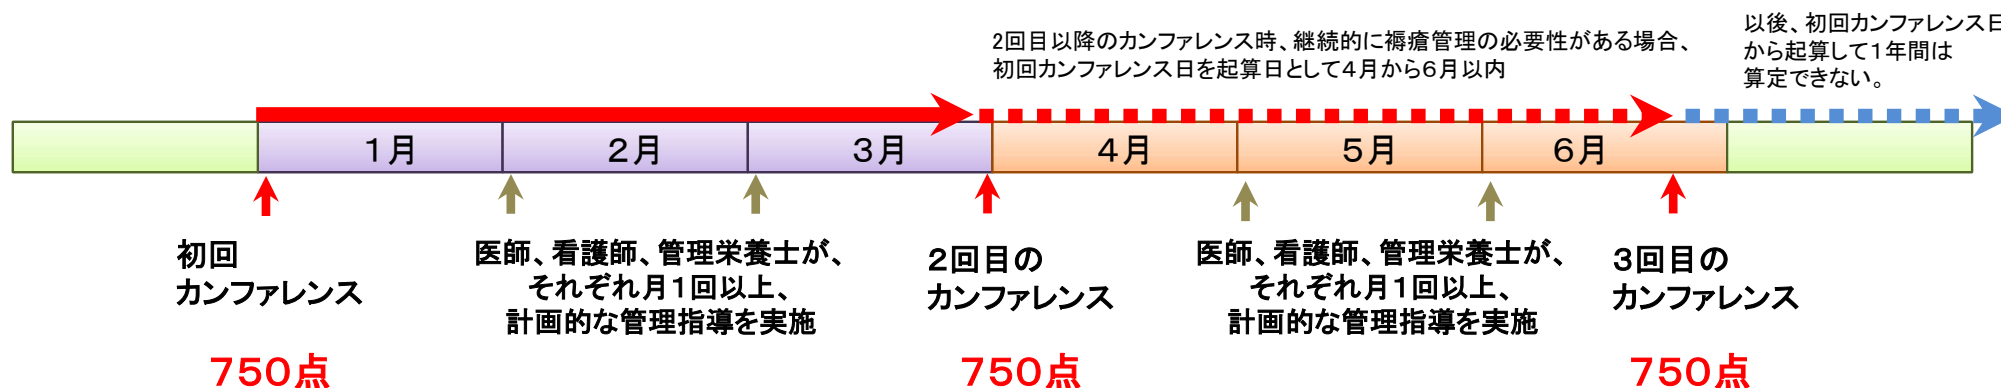 2回目以降のカンファレンス時、継続的に褥瘡管理の必要性がある場合、
初回カンファレンス日を起算日として4月から6月以内
以後、初回カンファレンス日
から起算して1年間は
算定できない。
1月
2月
3月
4月
5月
6月
初回
カンファレンス
750点
医師、看護師、管理栄養士が、
それぞれ月1回以上、
計画的な管理指導を実施
2回目の
カンファレンス
750点
医師、看護師、管理栄養士が、
それぞれ月1回以上、
計画的な管理指導を実施
3回目の
カンファレンス
750点